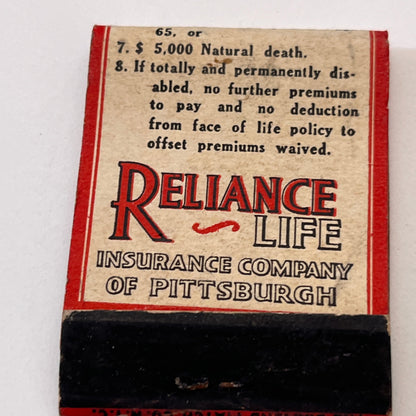 65, or
7. $ 5,000 Natural death.
8. If totally and permanently dis-
abled, no further premiums
to pay and no deduction
from face of life policy to
offset premiums waived.
RELIANCE
LIFE
INSURANCE COMPANY
OF PITTSBURGH